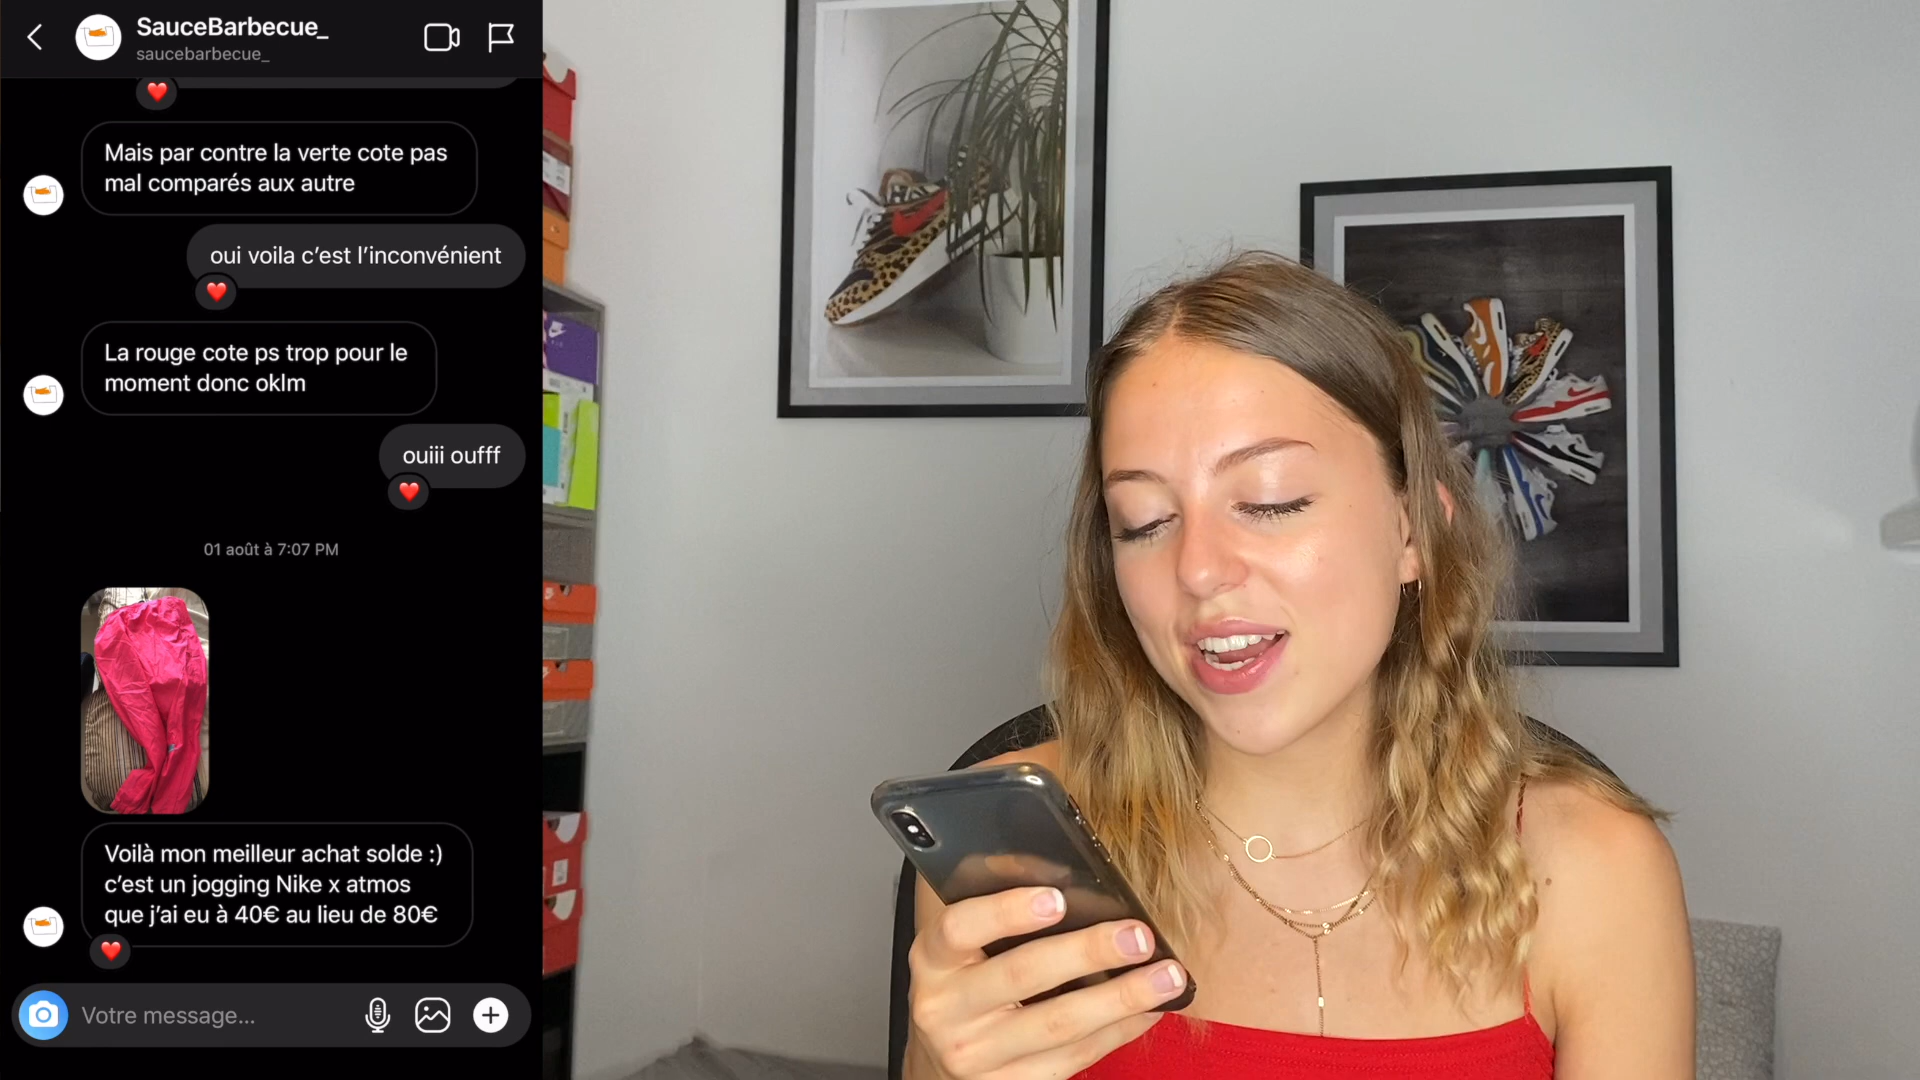 SauceBarbecue_
saucebarbecue_
Mais par contre la verte cote pas
mal comparés aux autre
oui voila c’est l’inconvénient
La rouge cote ps trop pour le
moment donc oklm
ouiii oufff
01 août à 7:07 PM
Voilà mon meilleur achat solde :)
c’est un jogging Nike x atmos
que j’ai eu à 40€ au lieu de 80€
Votre message...